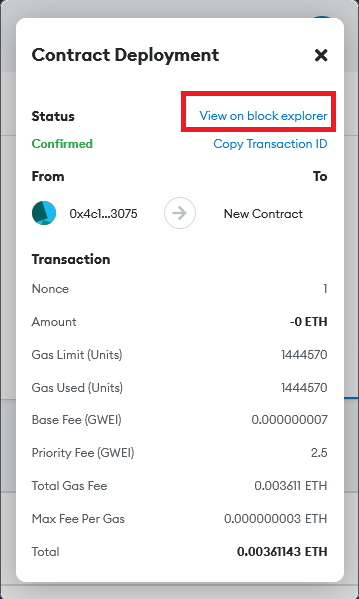 Contract Deployment
Status View on block explorer
Confirmed Copy Transaction ID
From To
0x4c1...3075 New Contract
Transaction
Nonce 1
Amount -0 ETH
Gas Limit (Units) 1444570
Gas Used (Units) 1444570
Base Fee (GWEI) 0.000000007
Priority Fee (GWEI) 2.5
Total Gas Fee 0.003611 ETH
Max Fee Per Gas 0.000000003 ETH
Total 0.00361143 ETH